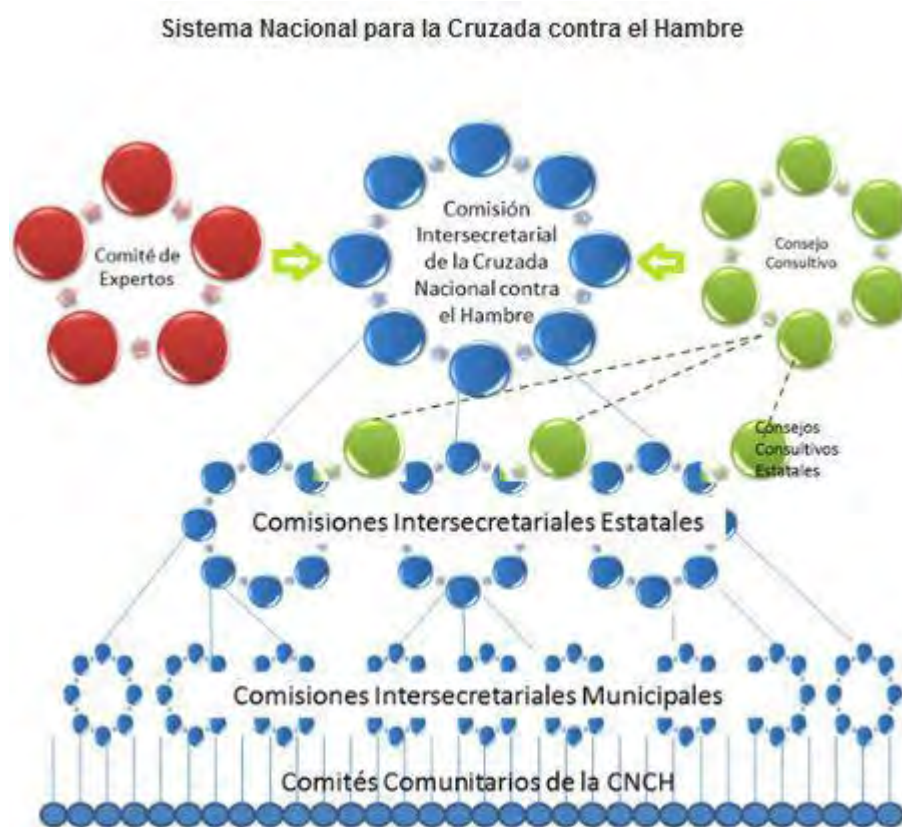 Sistema Nacional para la Cruzada contra el Hambre
Comité de
Expertos
Comisión
Intersecretarial
de la Cruzada
Nacional contra
el Hambre
Consejo
Consultivo
Consejos
Consultivos
Estatales
Comisiones Intersecretariales Estatales
Comisiones Intersecretariales Municipales
Comités Comunitarios de la CNCH